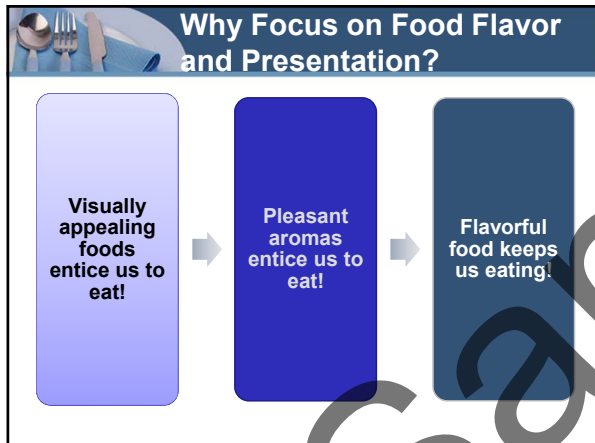 Why Focus on Food Flavor
and Presentation?
Visually
appealing
foods
entice us to
eat!
Pleasant
aromas
entice us to
eat!
Flavorful
food keeps
us eating!